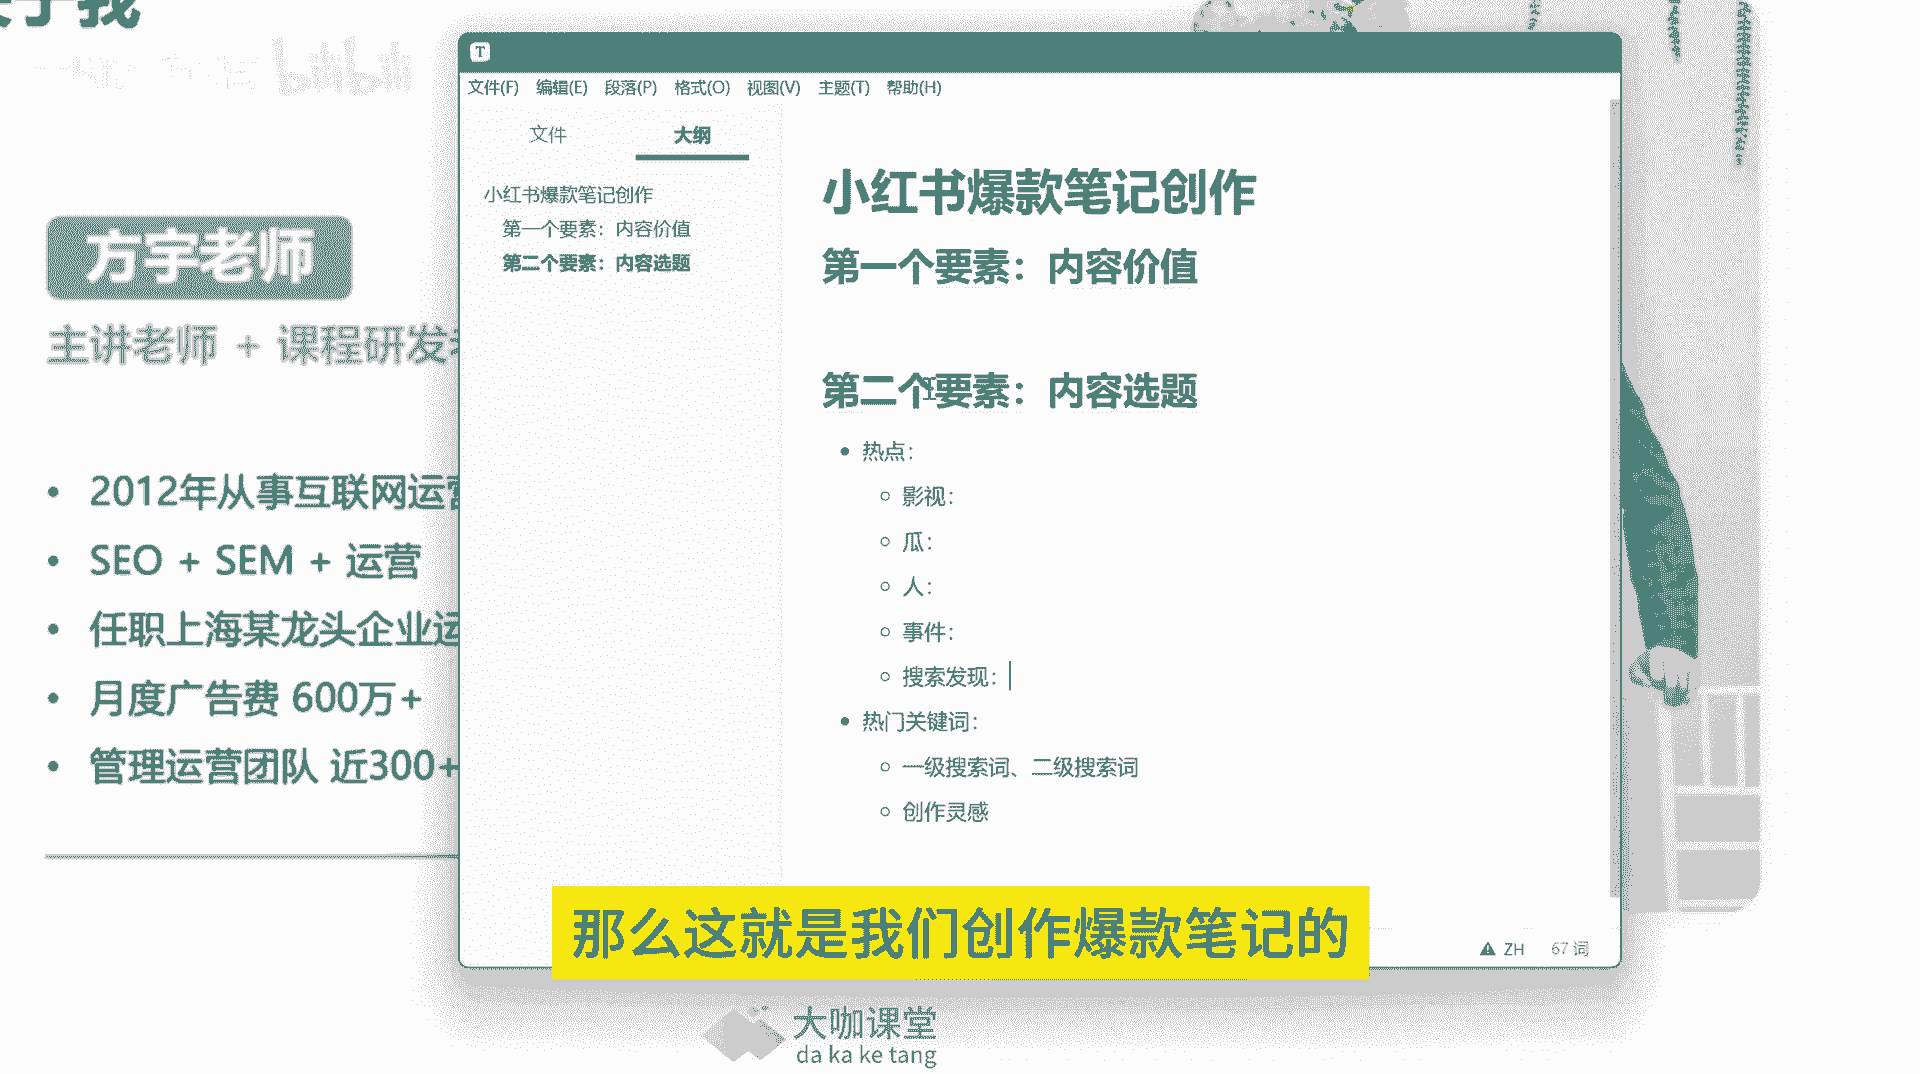 于我
bilibili
方宇老师
主讲老师 + 课程研发
• 2012年从事互联网运营
• SEO + SEM + 运营
• 任职上海某龙头企业运
• 月度广告费 600万+
• 管理运营团队 近300+
T
文件(F) 编辑(E) 段落(P) 格式(O) 视图(V) 主题(T) 帮助(H)
文件 大纲
小红书爆款笔记创作
第一个要素：内容价值
第二个要素：内容选题
小红书爆款笔记创作
第一个要素：内容价值
第二个要素：内容选题
• 热点：
○ 影视：
○ 瓜：
○ 人：
○ 事件：
○ 搜索发现：
• 热门关键词：
○ 一级搜索词、二级搜索词
○ 创作灵感
ZH 67 词
那么这就是我们创作爆款笔记的
大咖课堂
da ka ke tang